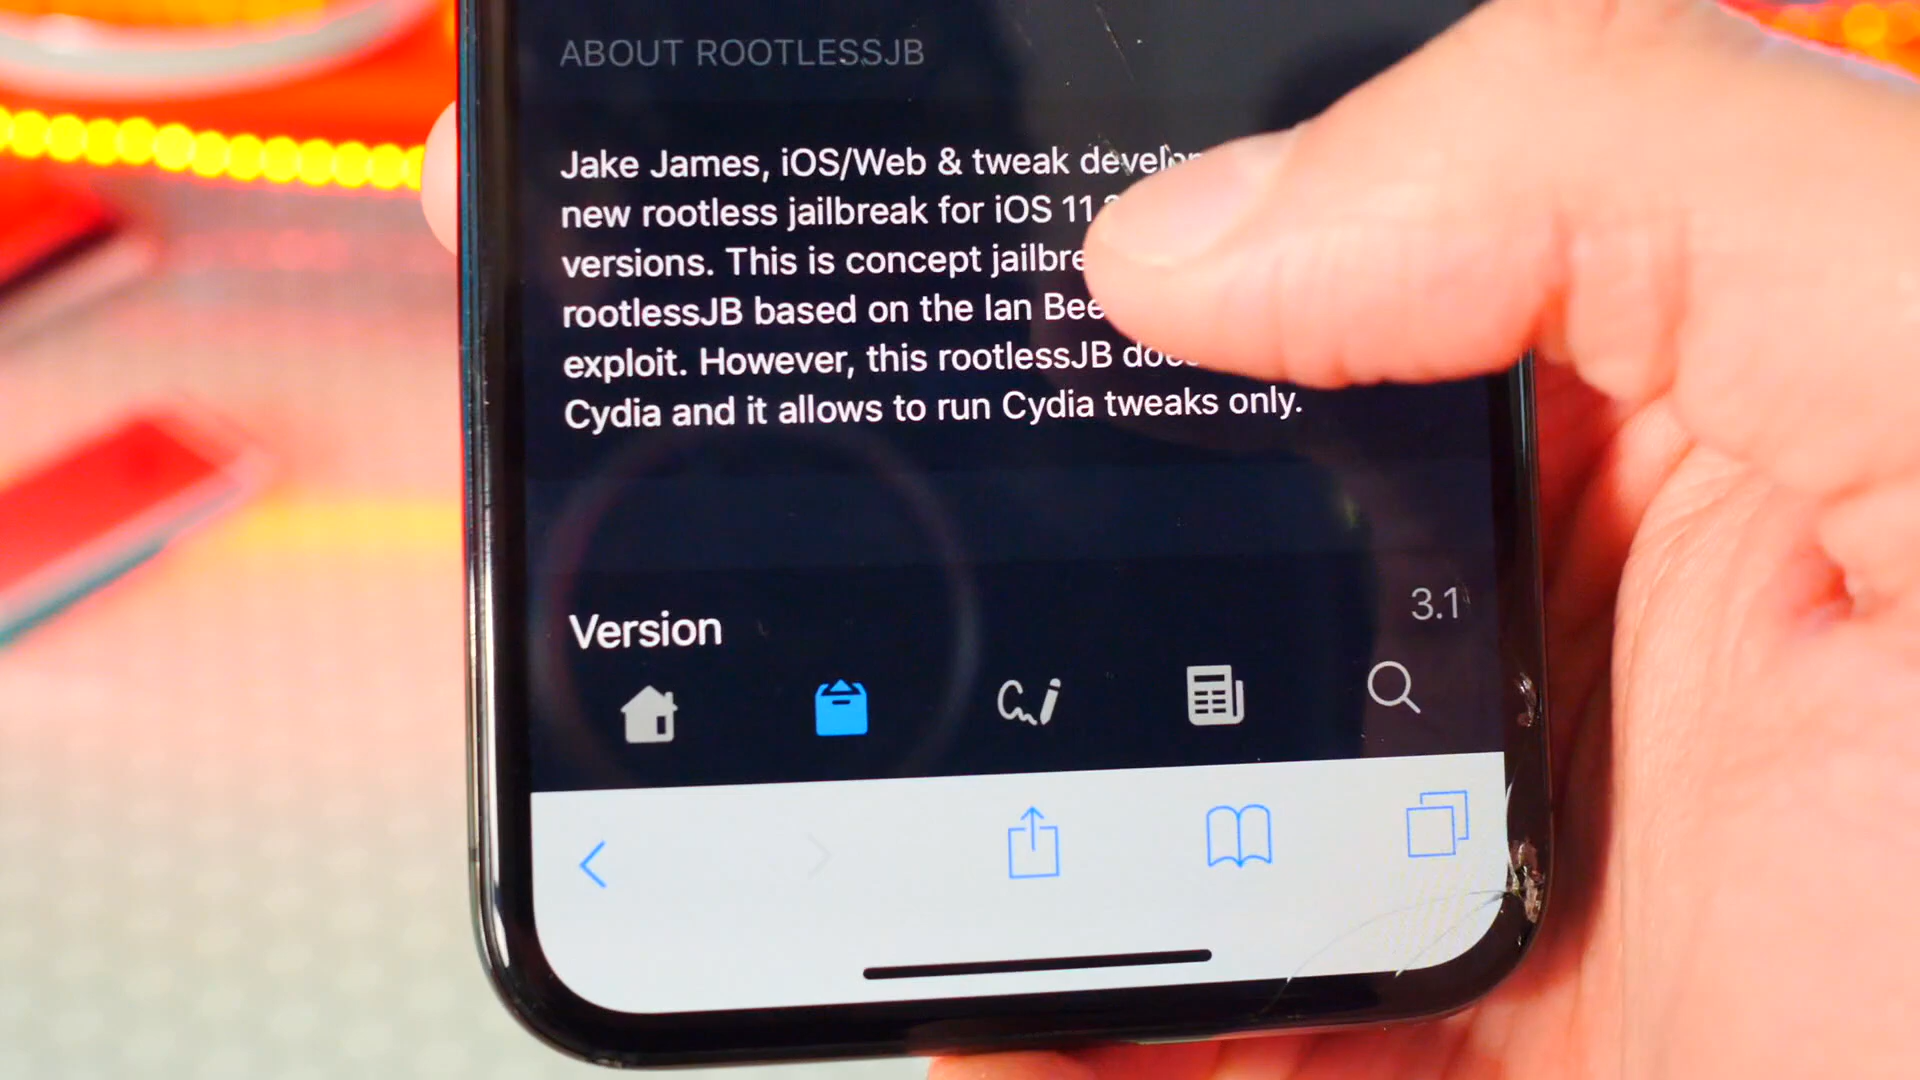 ABOUT ROOTLESSJB
Jake James, iOS/Web & tweak
new rootless jailbreak for iOS 11
versions. This is concept
rootlessJB based on the Ian
exploit. However, this rootlessJB
Cydia and it allows to run Cydia tweaks only.
Version
3.1